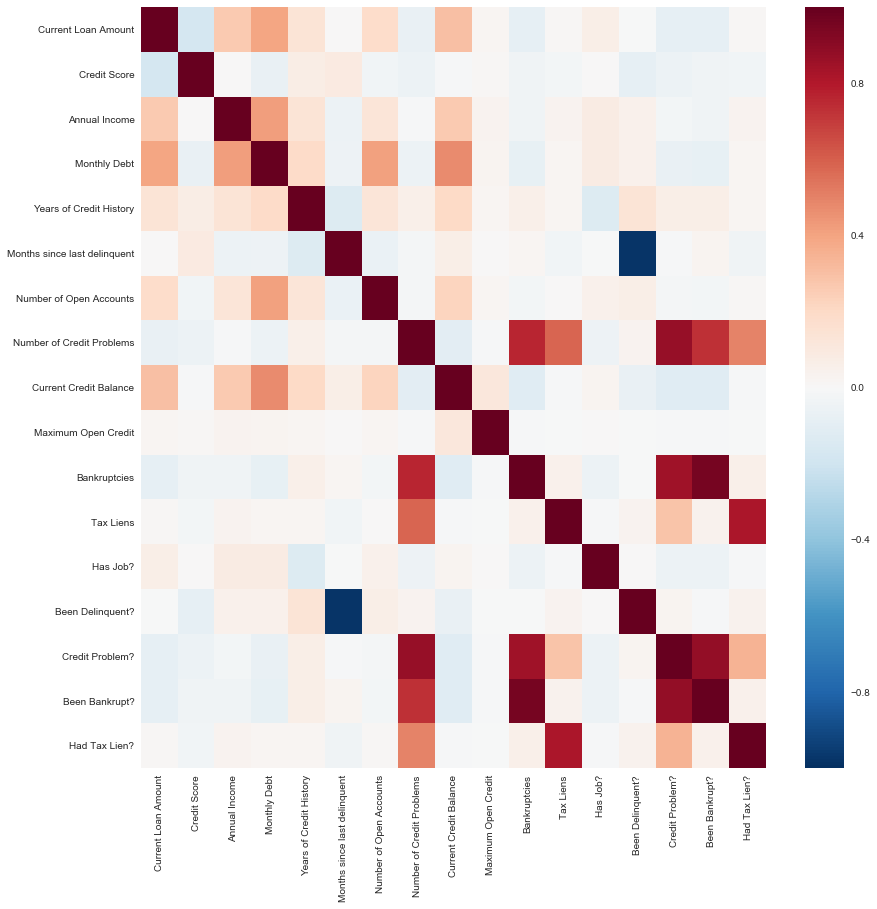 Current Loan Amount
Credit Score
Annual Income
Monthly Debt
Years of Credit History
Months since last delinquent
Number of Open Accounts
Number of Credit Problems
Current Credit Balance
Maximum Open Credit
Bankruptcies
Tax Liens
Has Job?
Been Delinquent?
Credit Problem?
Been Bankrupt?
Had Tax Lien?
Current Loan Amount
Credit Score
Annual Income
Monthly Debt
Years of Credit History
Months since last delinquent
Number of Open Accounts
Number of Credit Problems
Current Credit Balance
Maximum Open Credit
Bankruptcies
Tax Liens
Has Job?
Been Delinquent?
Credit Problem?
Been Bankrupt?
Had Tax Lien?
0.8
0.4
0.0
−0.4
−0.8